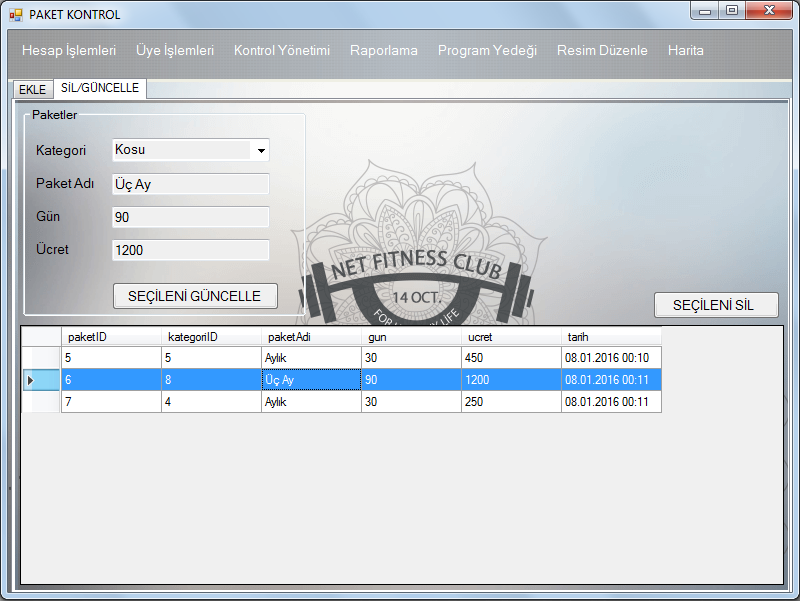 PAKET KONTROL
Hesap İşlemleri Üye İşlemleri Kontrol Yönetimi Raporlama Program Yedeği Resim Düzenle Harita
EKLE SİL/GÜNCELLE
Paketler
Kategori Kosu
Paket Adı Üç Ay
Gün 90
Ücret 1200
SEÇİLENİ GÜNCELLE
NET FITNESS CLUB
14 OCT.
SEÇİLENİ SİL
paketID kategoriID paketAdi gun ucret tarih
5 5 Aylık 30 450 08.01.2016 00:10
6 8 Üç Ay 90 1200 08.01.2016 00:11
7 4 Aylık 30 250 08.01.2016 00:11